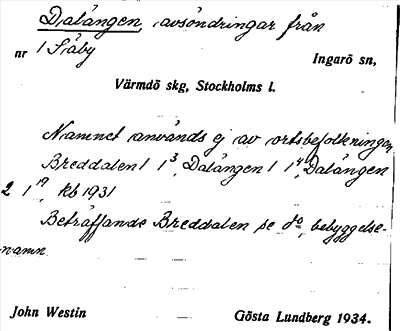 Dalängen, avsöndringar från
nr 1 Säby Ingarö sn,
Värmdö skg, Stockholms l.
Namnet används ej av ortsbefolkningen
Breddalen 1 1³, Dalängen 1 1⁴, Dalängen
2 1¹⁹, kb 1931
Beträffande Breddalen se d:o, bebyggelse-
namn.
John Westin Gösta Lundberg 1934.